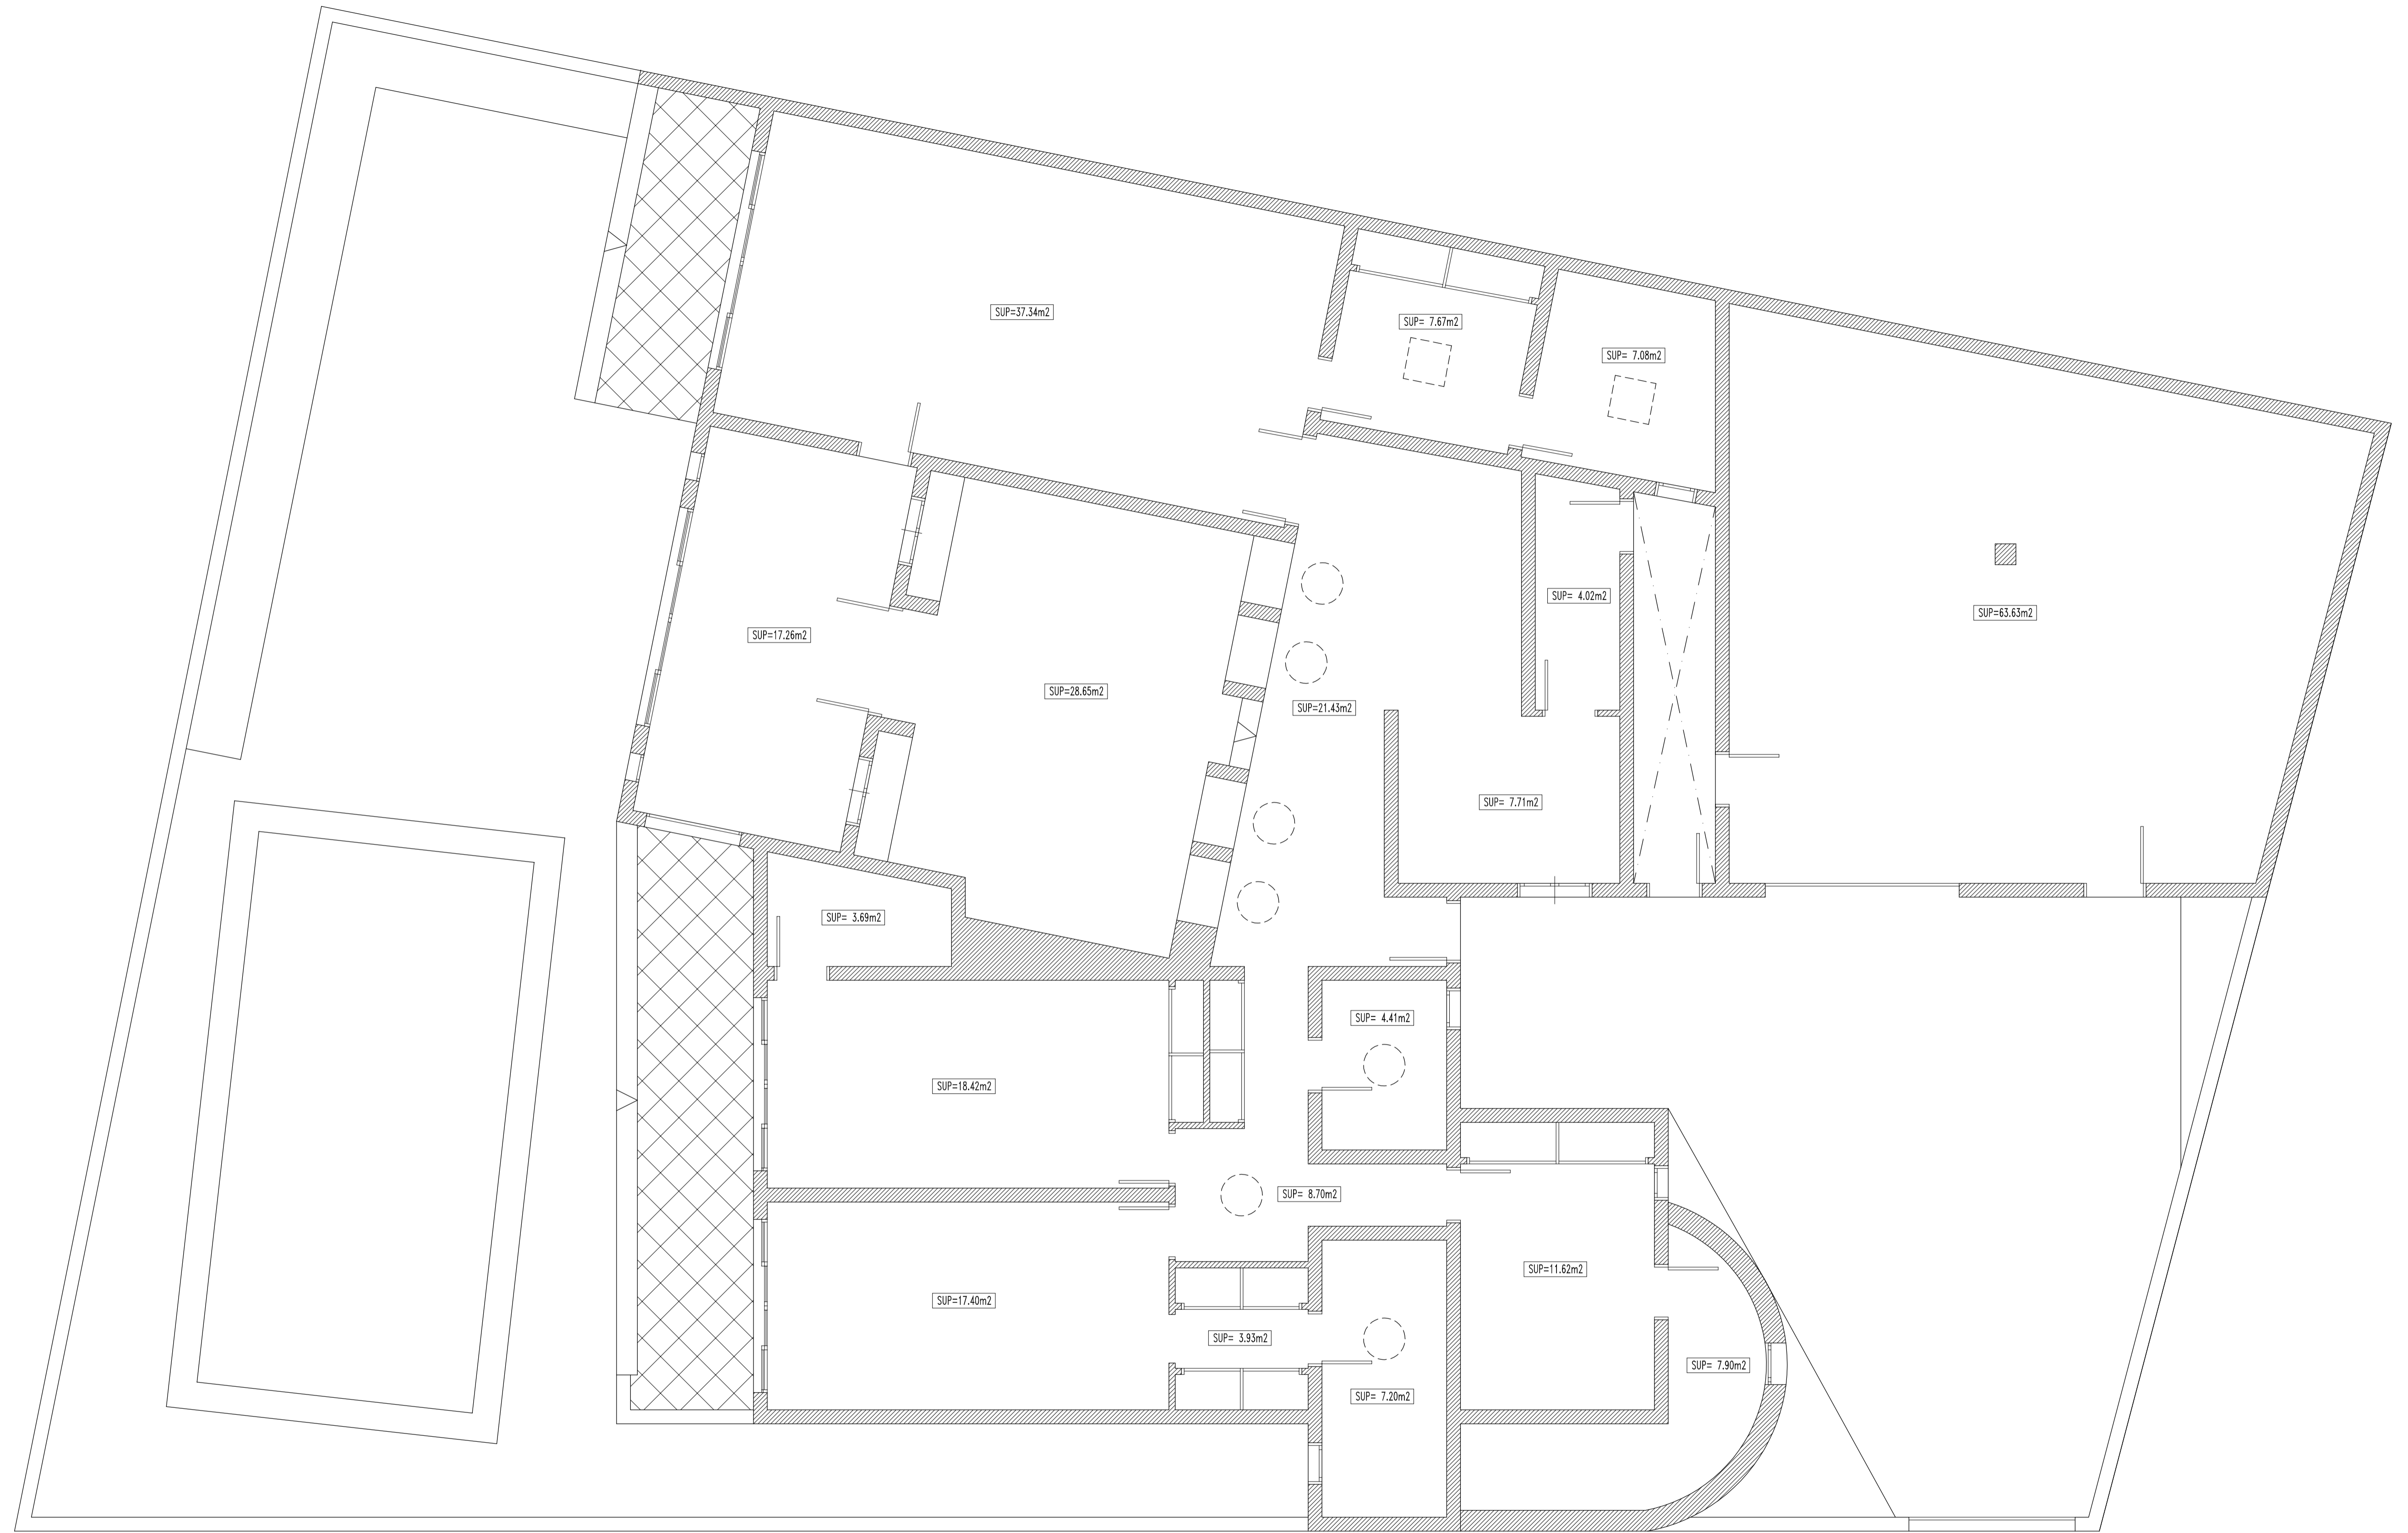 SUP=37.34m2
SUP= 7.67m2
SUP= 7.08m2
SUP= 4.02m2
SUP=63.63m2
SUP=17.26m2
SUP=28.65m2
SUP=21.43m2
SUP= 7.71m2
SUP= 3.69m2
SUP= 4.41m2
SUP=18.42m2
SUP= 8.70m2
SUP=11.62m2
SUP=17.40m2
SUP= 3.93m2
SUP= 7.90m2
SUP= 7.20m2